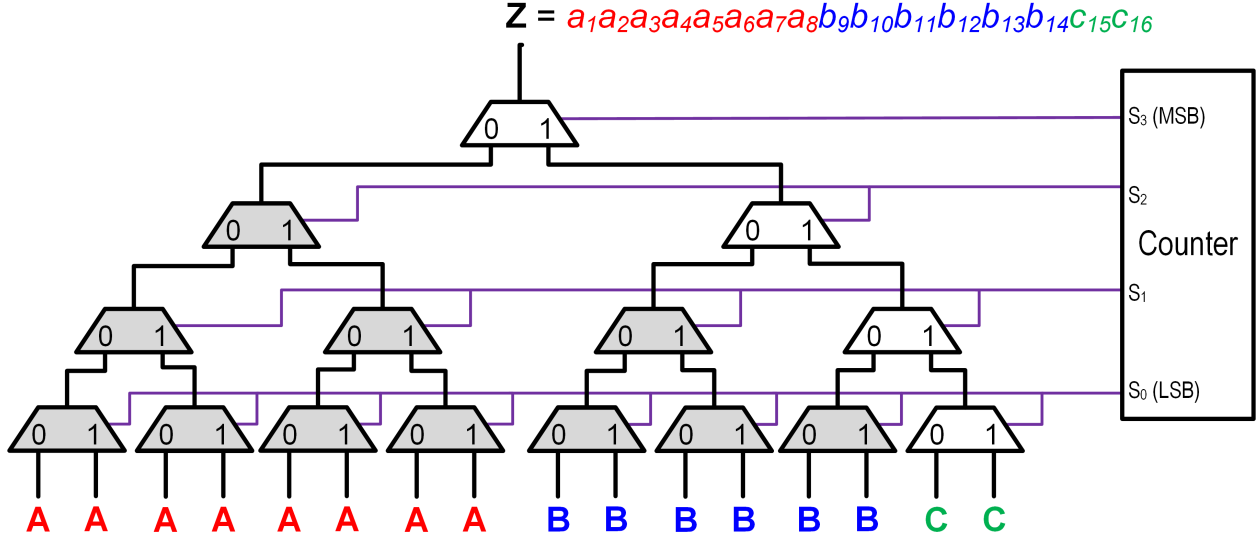 Z = a1a2a3a4a5a6a7a8b9b10b11b12b13b14c15c16
S3 (MSB)
0 1
S2
0 1 0 1
Counter
S1
0 1 0 1 0 1 0 1
S0 (LSB)
0 1 0 1 0 1 0 1 0 1 0 1 0 1 0 1
A A A A A A A A B B B B B B C C